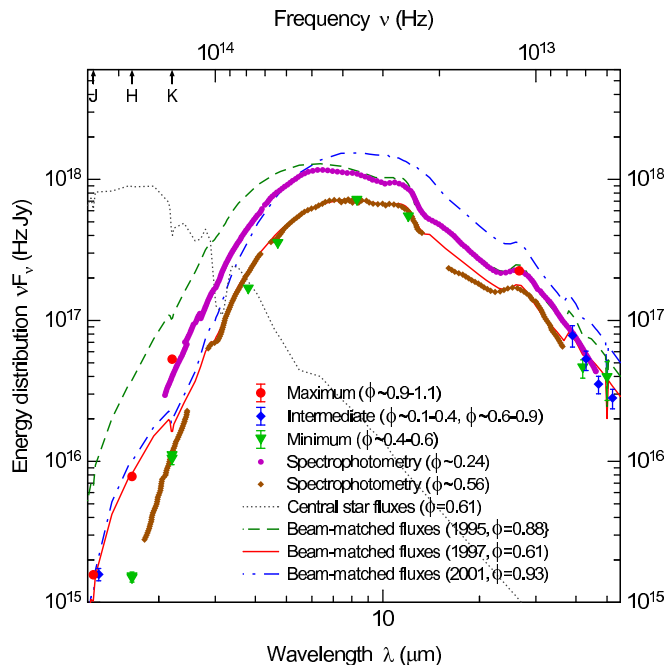 Frequency ν (Hz)
10^14 10^13
J H K
10^18 10^18
10^17 10^17
10^16 10^16
10^15 10^15
Energy distribution νF_ν (Hz Jy)
Maximum (ϕ~0.9-1.1)
Intermediate (ϕ~0.1-0.4, ϕ~0.6-0.9)
Minimum (ϕ~0.4-0.6)
Spectrophotometry (ϕ~0.24)
Spectrophotometry (ϕ~0.56)
Central star fluxes (ϕ=0.61)
Beam-matched fluxes (1995, ϕ=0.88)
Beam-matched fluxes (1997, ϕ=0.61)
Beam-matched fluxes (2001, ϕ=0.93)
10
Wavelength λ (μm)